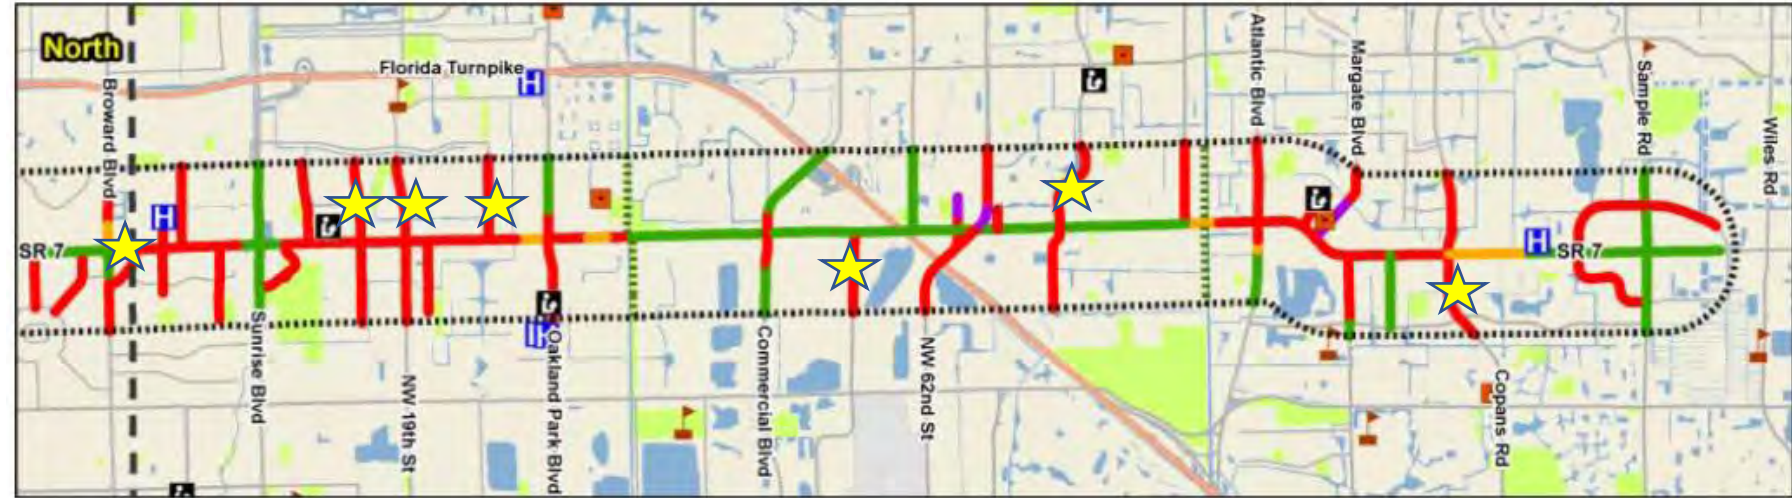 North
Florida Turnpike
Broward Blvd
SR 7
Sunrise Blvd
NW 19th St
Oakland Park Blvd
Commercial Blvd
NW 62nd St
Atlantic Blvd
Margate Blvd
Copans Rd
SR 7
Sample Rd
Wiles Rd
H
H
H
H